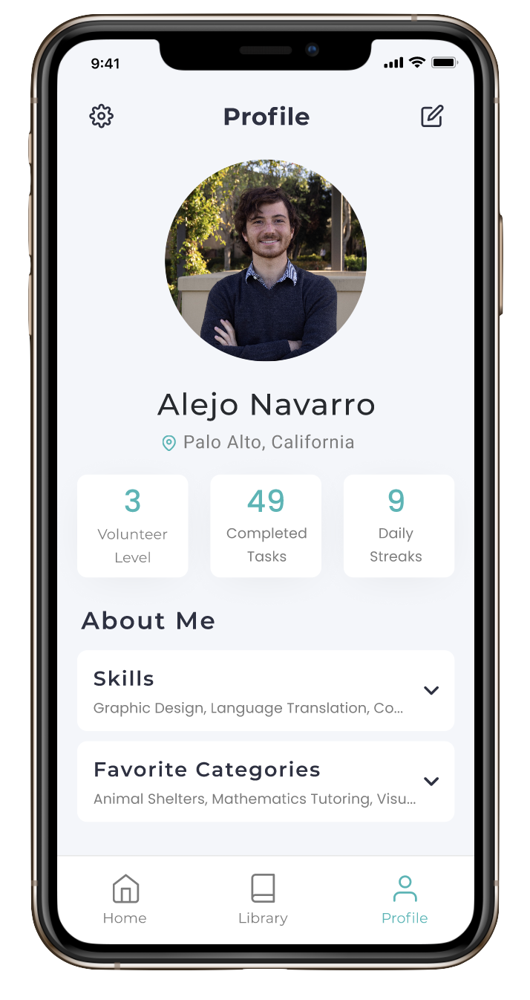 9:41
Profile
Alejo Navarro
Palo Alto, California
3
Volunteer
Level
49
Completed
Tasks
9
Daily
Streaks
About Me
Skills
Graphic Design, Language Translation, Co...
Favorite Categories
Animal Shelters, Mathematics Tutoring, Visu...
Home
Library
Profile